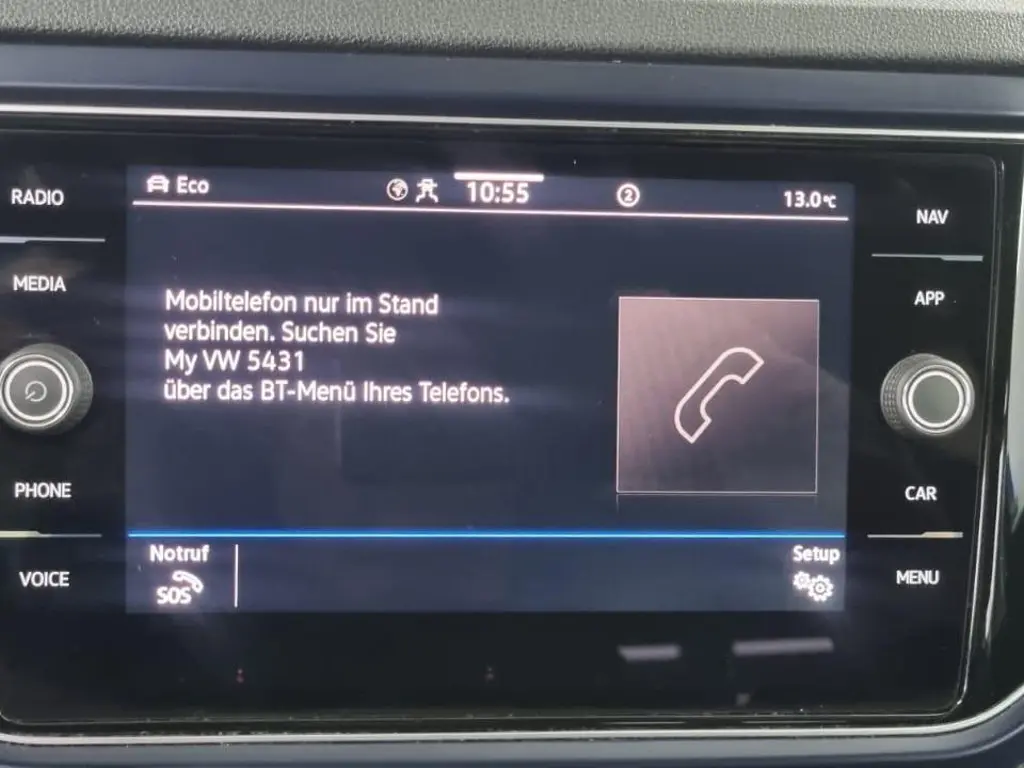 RADIO
Eco
10:55
2
13.0°C
NAV
MEDIA
APP
Mobiltelefon nur im Stand
verbinden. Suchen Sie
My VW 5431
über das BT-Menü Ihres Telefons.
PHONE
CAR
Notruf
SOS
Setup
VOICE
MENU